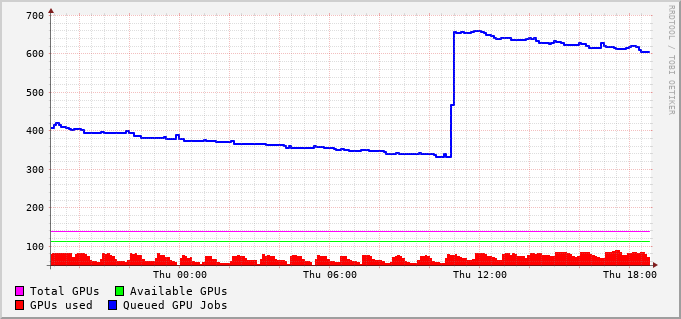 700
600
500
400
300
200
100
Thu 00:00 Thu 06:00 Thu 12:00 Thu 18:00
Total GPUs Available GPUs
GPUs used Queued GPU Jobs
RRDTOOL / TOBI OETIKER